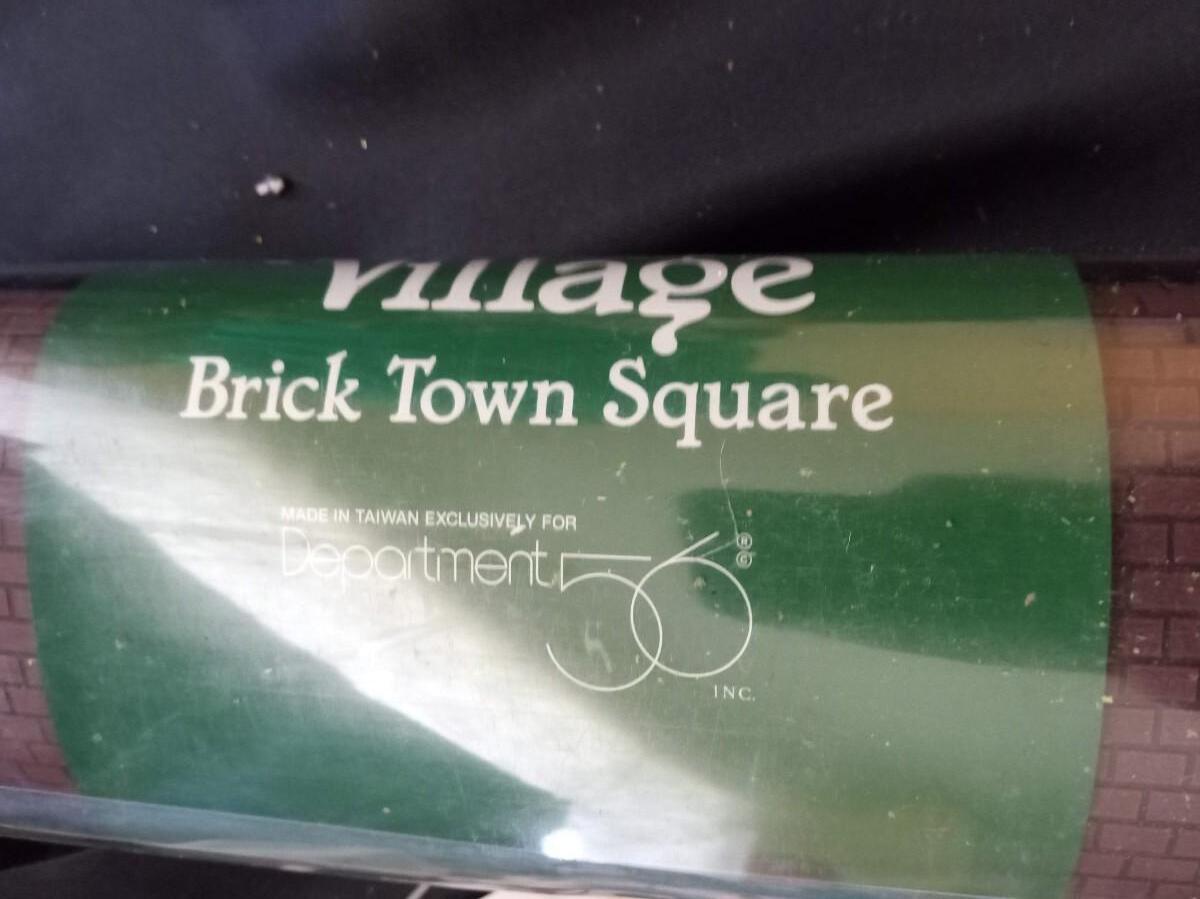 Village
Brick Town Square
MADE IN TAIWAN EXCLUSIVELY FOR
Department 56 ® ©
INC.